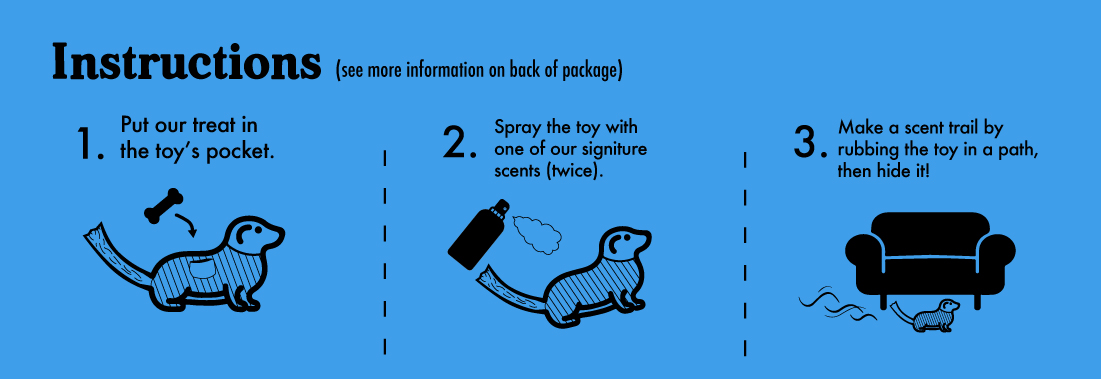 Instructions (see more information on back of package)
1. Put our treat in
the toy's pocket.
2. Spray the toy with
one of our signiture
scents (twice).
3. Make a scent trail by
rubbing the toy in a path,
then hide it!